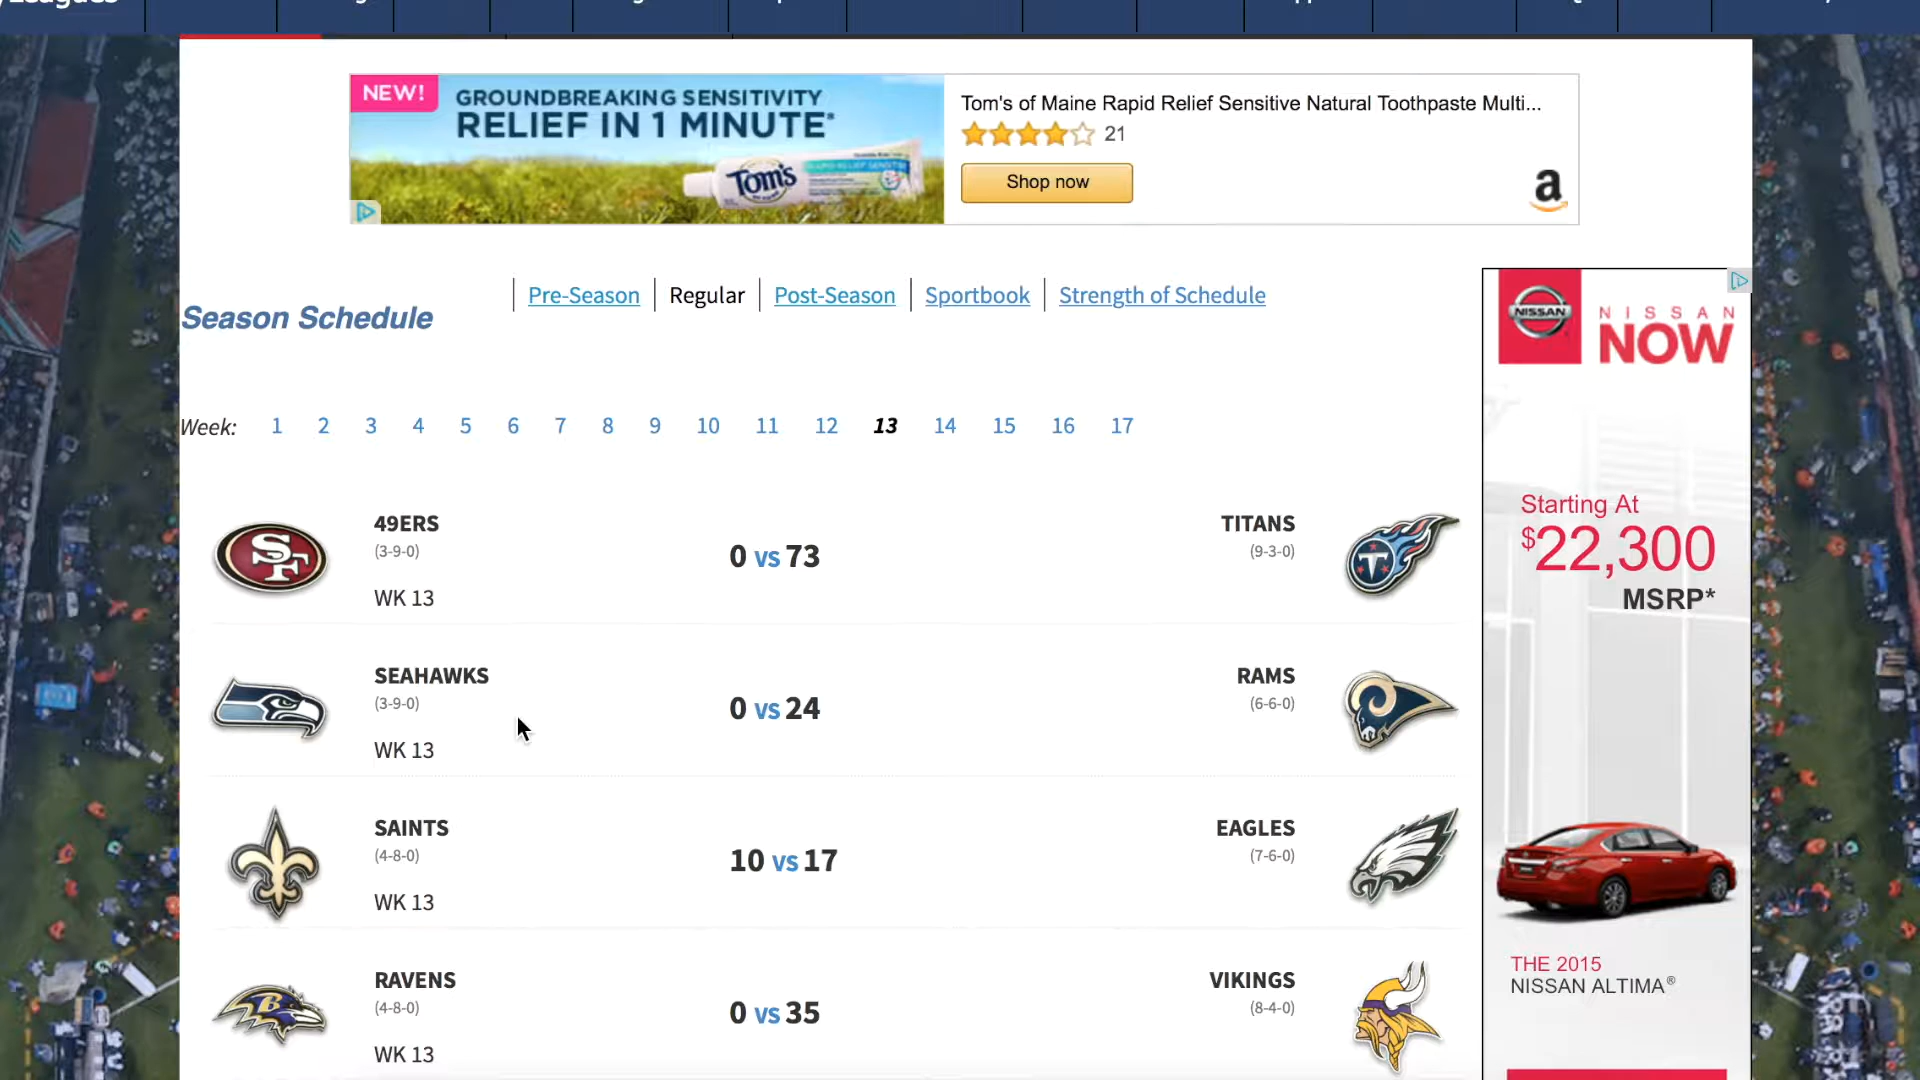 NEW!
GROUNDBREAKING SENSITIVITY
RELIEF IN 1 MINUTE*
Tom's
Tom's of Maine Rapid Relief Sensitive Natural Toothpaste Multi...
21
Shop now
a
Season Schedule
Pre-Season
Regular
Post-Season
Sportbook
Strength of Schedule
NISSAN
NISSAN
NOW
Week: 1 2 3 4 5 6 7 8 9 10 11 12 13 14 15 16 17
49ERS
(3-9-0)
WK 13
0 vs 73
TITANS
(9-3-0)
Starting At
$22,300
MSRP*
SEAHAWKS
(3-9-0)
WK 13
0 vs 24
RAMS
(6-6-0)
SAINTS
(4-8-0)
WK 13
10 vs 17
EAGLES
(7-6-0)
THE 2015
NISSAN ALTIMA®
RAVENS
(4-8-0)
WK 13
0 vs 35
VIKINGS
(8-4-0)